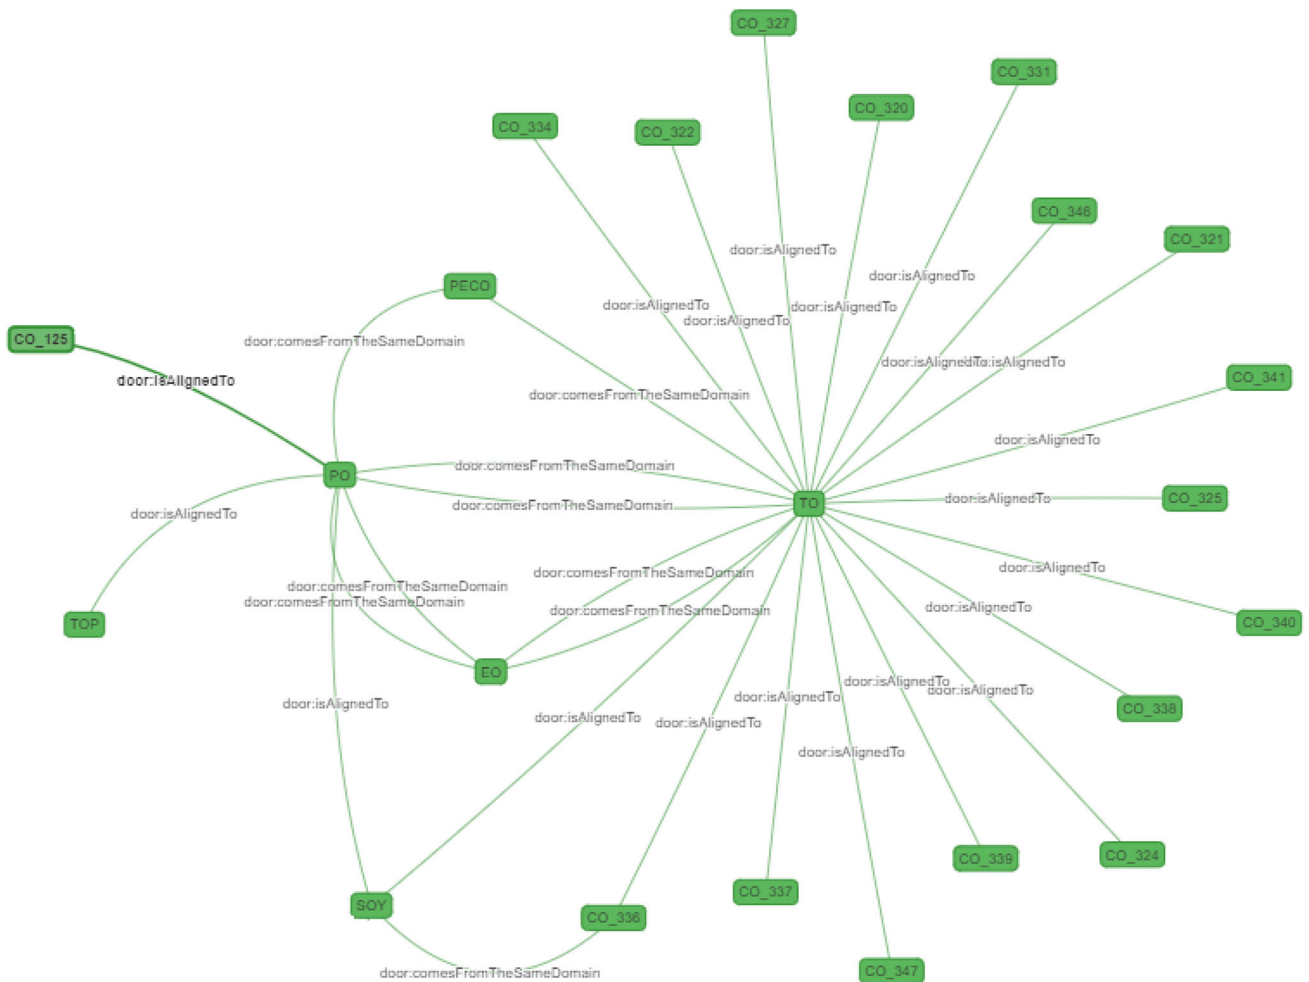 CO_327
CO_331
CO_320
CO_334
CO_322
CO_346
CO_321
door:isAlignedTo
door:isAlignedTo
PECO
door:isAlignedTo
door:isAlignedTo
door:isAlignedTo
CO_125
door:comesFromTheSameDomain
door:isAlignedTo
door:isAlignedTo
CO_341
door:isAlignedTo
door:comesFromTheSameDomain
door:isAlignedTo
door:comesFromTheSameDomain
PO
door:comesFromTheSameDomain
TO
door:isAlignedTo
CO_325
door:isAlignedTo
door:isAlignedTo
door:comesFromTheSameDomain
door:comesFromTheSameDomain
door:comesFromTheSameDomain
door:comesFromTheSameDomain
door:isAlignedTo
TOP
CO_340
EO
door:isAlignedTo
door:isAlignedTo
door:isAlignedTo
door:isAlignedTo
CO_338
door:isAlignedTo
door:isAlignedTo
door:isAlignedTo
CO_324
CO_339
CO_337
SOY
CO_336
door:comesFromTheSameDomain
CO_347